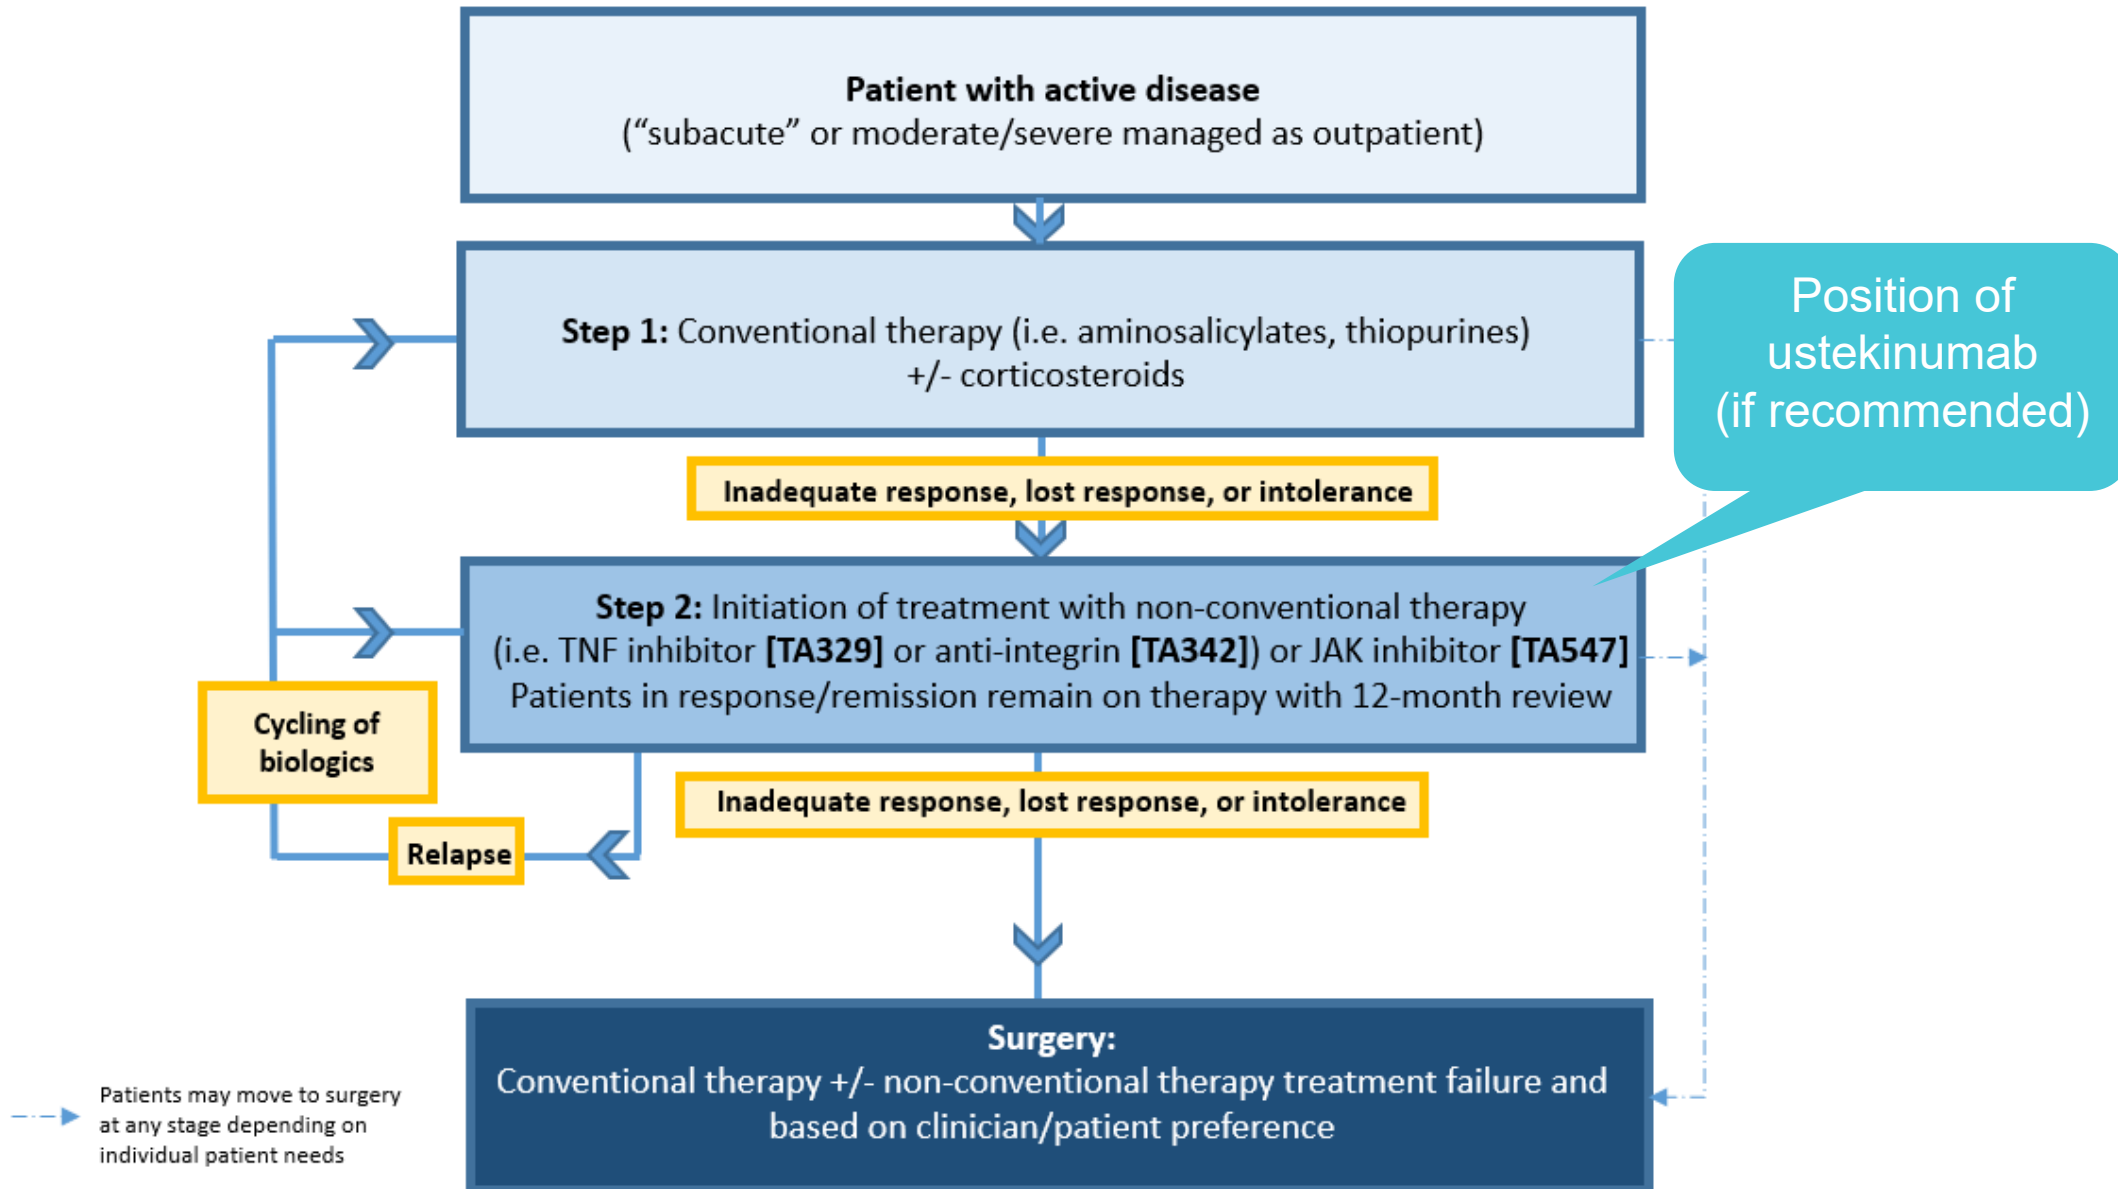 Patient with active disease
(“subacute” or moderate/severe managed as outpatient)
Step 1: Conventional therapy (i.e. aminosalicylates, thiopurines)
+/- corticosteroids
Position of
ustekinumab
(if recommended)
Inadequate response, lost response, or intolerance
Step 2: Initiation of treatment with non-conventional therapy
(i.e. TNF inhibitor [TA329] or anti-integrin [TA342]) or JAK inhibitor [TA547]
Patients in response/remission remain on therapy with 12-month review
Cycling of
biologics
Inadequate response, lost response, or intolerance
Relapse
Surgery:
Conventional therapy +/- non-conventional therapy treatment failure and
based on clinician/patient preference
Patients may move to surgery
at any stage depending on
individual patient needs